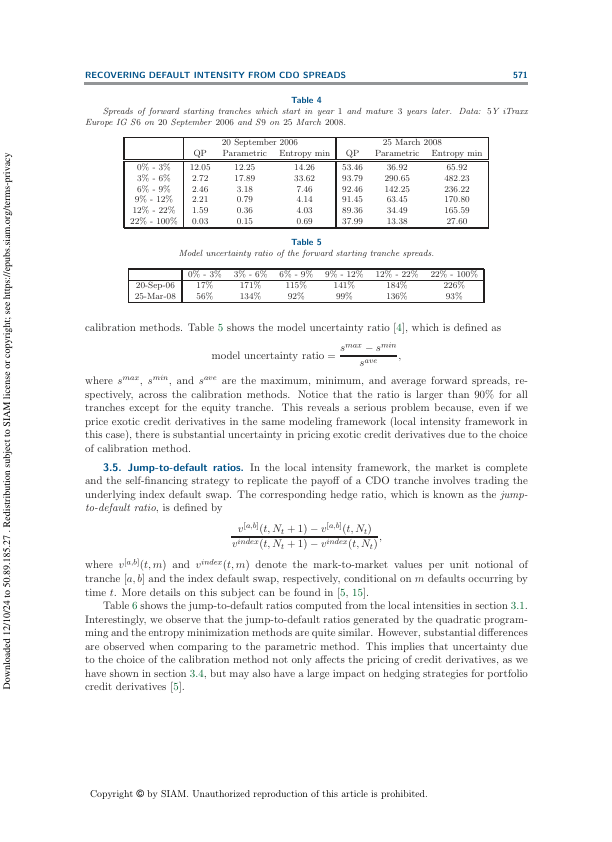 RECOVERING DEFAULT INTENSITY FROM CDO SPREADS 571
Table 4
Spreads of forward starting tranches which start in year 1 and mature 3 years later. Data: 5Y iTraxx
Europe IG S6 on 20 September 2006 and S9 on 25 March 2008.
20 September 2006 25 March 2008
QP Parametric Entropy min QP Parametric Entropy min
0% - 3% 12.05 12.25 14.26 53.46 36.92 65.92
3% - 6% 2.72 17.89 33.62 93.79 290.65 482.23
6% - 9% 2.46 3.18 7.46 92.46 142.25 236.22
9% - 12% 2.21 0.79 4.14 91.45 63.45 170.80
12% - 22% 1.59 0.36 4.03 89.36 34.49 165.59
22% - 100% 0.03 0.15 0.69 37.99 13.38 27.60
Table 5
Model uncertainty ratio of the forward starting tranche spreads.
0% - 3% 3% - 6% 6% - 9% 9% - 12% 12% - 22% 22% - 100%
20-Sep-06 17% 171% 115% 141% 184% 226%
25-Mar-08 56% 134% 92% 99% 136% 93%
calibration methods. Table 5 shows the model uncertainty ratio [4], which is defined as
model uncertainty ratio = (s^max − s^min) / s^ave,
where s^max, s^min, and s^ave are the maximum, minimum, and average forward spreads, re-
spectively, across the calibration methods. Notice that the ratio is larger than 90% for all
tranches except for the equity tranche. This reveals a serious problem because, even if we
price exotic credit derivatives in the same modeling framework (local intensity framework in
this case), there is substantial uncertainty in pricing exotic credit derivatives due to the choice
of calibration method.
3.5. Jump-to-default ratios. In the local intensity framework, the market is complete
and the self-financing strategy to replicate the payoff of a CDO tranche involves trading the
underlying index default swap. The corresponding hedge ratio, which is known as the jump-
to-default ratio, is defined by
v^[a,b](t, N_t + 1) − v^[a,b](t, N_t)
v^index(t, N_t + 1) − v^index(t, N_t),
where v^[a,b](t, m) and v^index(t, m) denote the mark-to-market values per unit notional of
tranche [a, b] and the index default swap, respectively, conditional on m defaults occurring by
time t. More details on this subject can be found in [5, 15].
Table 6 shows the jump-to-default ratios computed from the local intensities in section 3.1.
Interestingly, we observe that the jump-to-default ratios generated by the quadratic program-
ming and the entropy minimization methods are quite similar. However, substantial differences
are observed when comparing to the parametric method. This implies that uncertainty due
to the choice of the calibration method not only affects the pricing of credit derivatives, as we
have shown in section 3.4, but may also have a large impact on hedging strategies for portfolio
credit derivatives [5].
Copyright © by SIAM. Unauthorized reproduction of this article is prohibited.
Downloaded 12/10/24 to 50.89.185.27 . Redistribution subject to SIAM license or copyright; see https://epubs.siam.org/terms-privacy